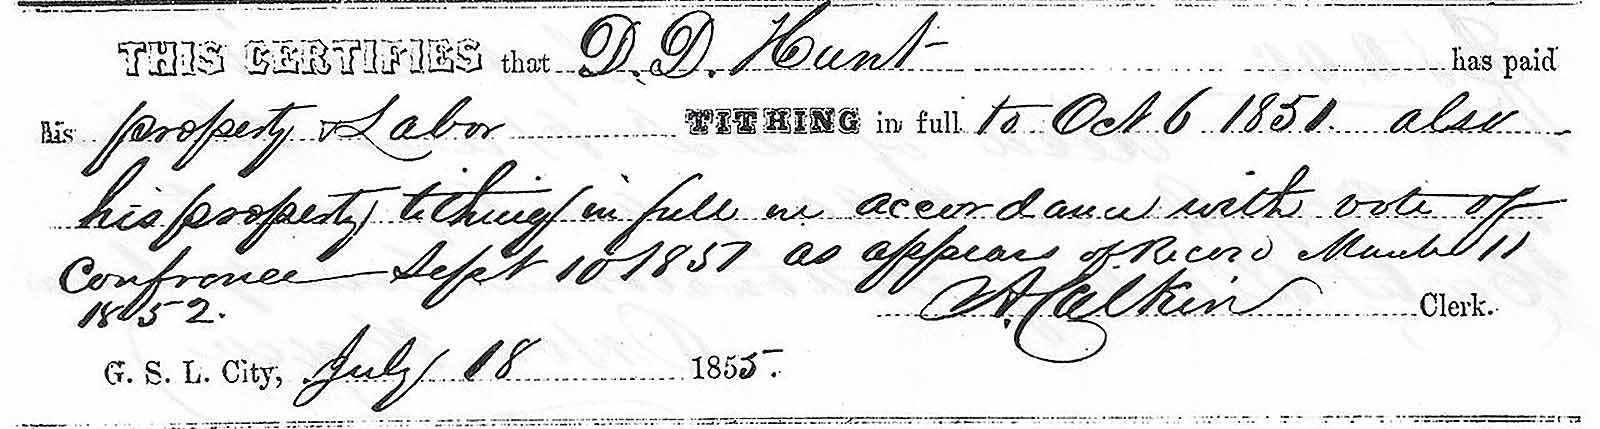 THIS CERTIFIES that D. D. Hunt has paid
his property & Labor TITHING in full to Oct 6 1851. also
his property tithing in full in accordance with vote of
Confrence Sept 10 1851 as appears of Record March 11
1852. A. Calkin Clerk.
G. S. L. City, July 18 1855.